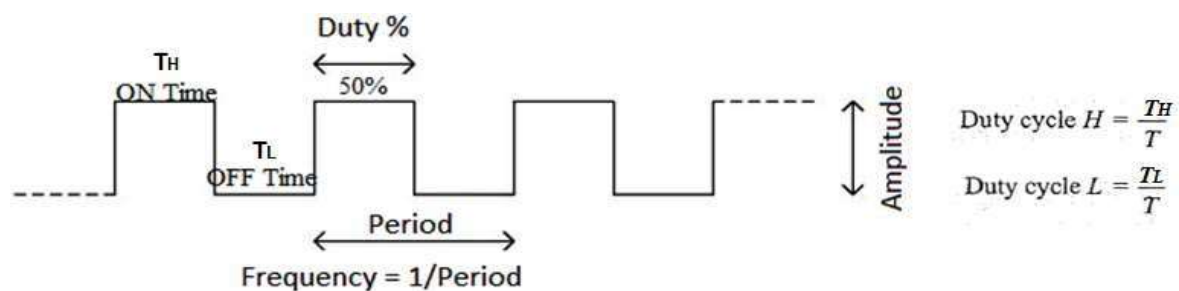 Duty %
TH
ON Time
50%
TL
OFF Time
Period
Frequency = 1/Period
Amplitude
Duty cycle H = TH/T
Duty cycle L = TL/T